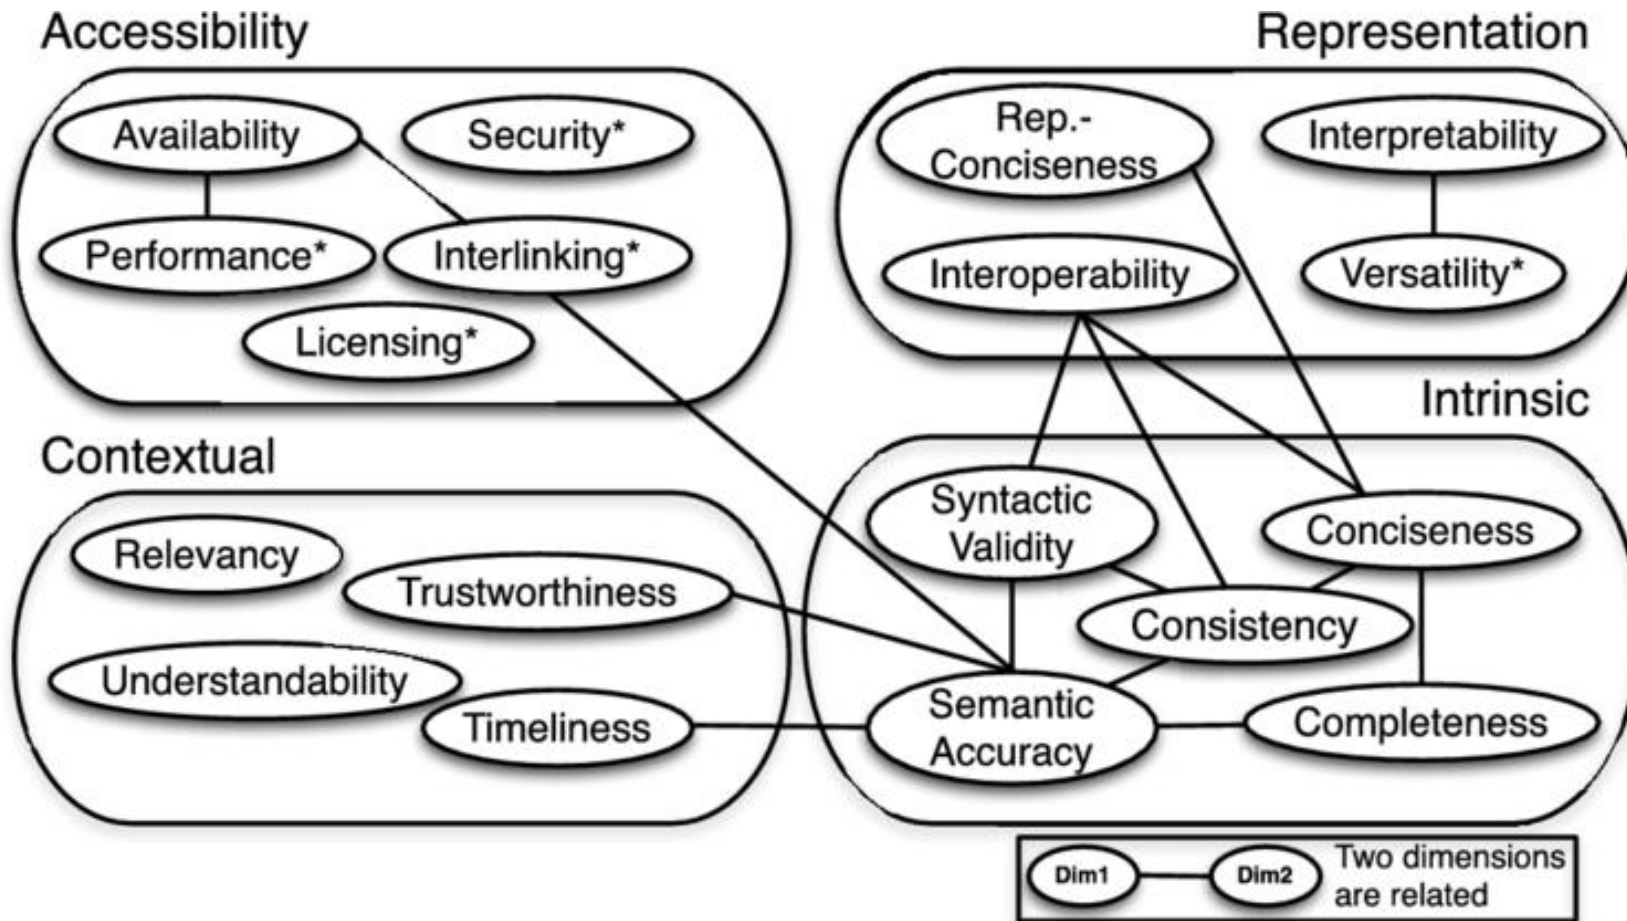 Accessibility
Availability
Security*
Performance*
Interlinking*
Licensing*
Representation
Rep.-
Conciseness
Interpretability
Interoperability
Versatility*
Contextual
Relevancy
Trustworthiness
Understandability
Timeliness
Intrinsic
Syntactic
Validity
Conciseness
Consistency
Semantic
Accuracy
Completeness
Dim1
Dim2
Two dimensions
are related